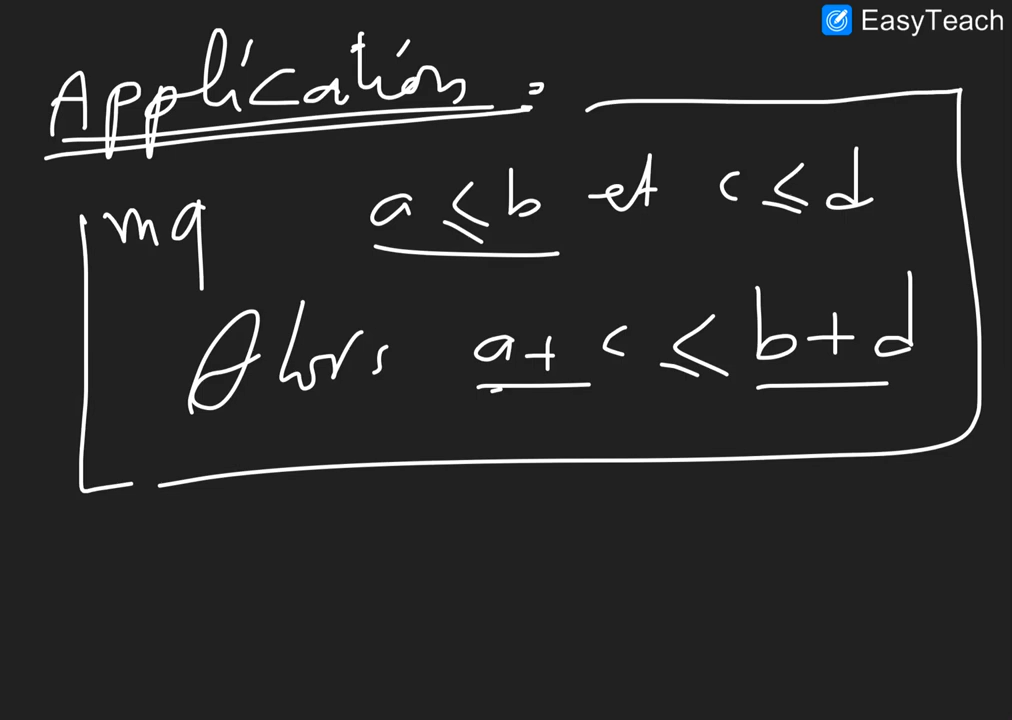 EasyTeach
Application :
mq a ≤ b et c ≤ d
Alors a + c ≤ b + d